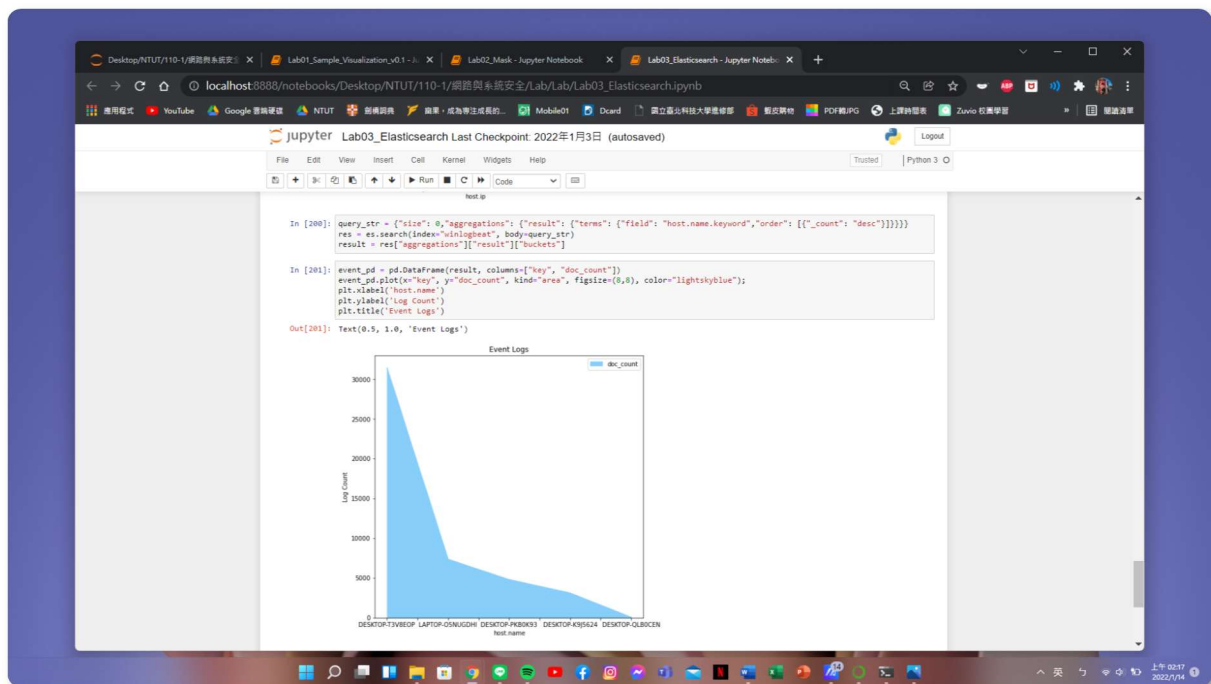 Desktop/NTUT/110-1/網路與系統安全
Lab01_Sample_Visualization_v0.1 - Ju
Lab02_Mask - Jupyter Notebook
Lab03_Elasticsearch - Jupyter Notebo
localhost:8888/notebooks/Desktop/NTUT/110-1/網路與系統安全/Lab/Lab/Lab03_Elasticsearch.ipynb
應用程式 YouTube Google 雲端硬碟 NTUT Mobile01 Dcard 國立臺北科技大學進修部 蝦皮購物 PDF轉JPG 上課時間表 Zuvio 校園學習 » 閱讀清單
jupyter Lab03_Elasticsearch Last Checkpoint: 2022年1月3日 (autosaved) Logout
File Edit View Insert Cell Kernel Widgets Help Trusted Python 3
Run Code
host.ip
In [200]: query_str = {"size": 0,"aggregations": {"result": {"terms": {"field": "host.name.keyword","order": [{"_count": "desc"}]}}}}
res = es.search(index="winlogbeat", body=query_str)
result = res["aggregations"]["result"]["buckets"]
In [201]: event_pd = pd.DataFrame(result, columns=["key", "doc_count"])
event_pd.plot(x="key", y="doc_count", kind="area", figsize=(8,8), color="lightskyblue");
plt.xlabel('host.name')
plt.ylabel('Log Count')
plt.title('Event Logs')
Out[201]: Text(0.5, 1.0, 'Event Logs')
Event Logs
doc_count
30000
25000
20000
15000
10000
5000
0
Log Count
DESKTOP-T3V8EOP LAPTOP-O5NUGDHI DESKTOP-PKB0K93 DESKTOP-K9JS624 DESKTOP-QLB0CEN
host.name
英
上午 02:17
2022/1/14